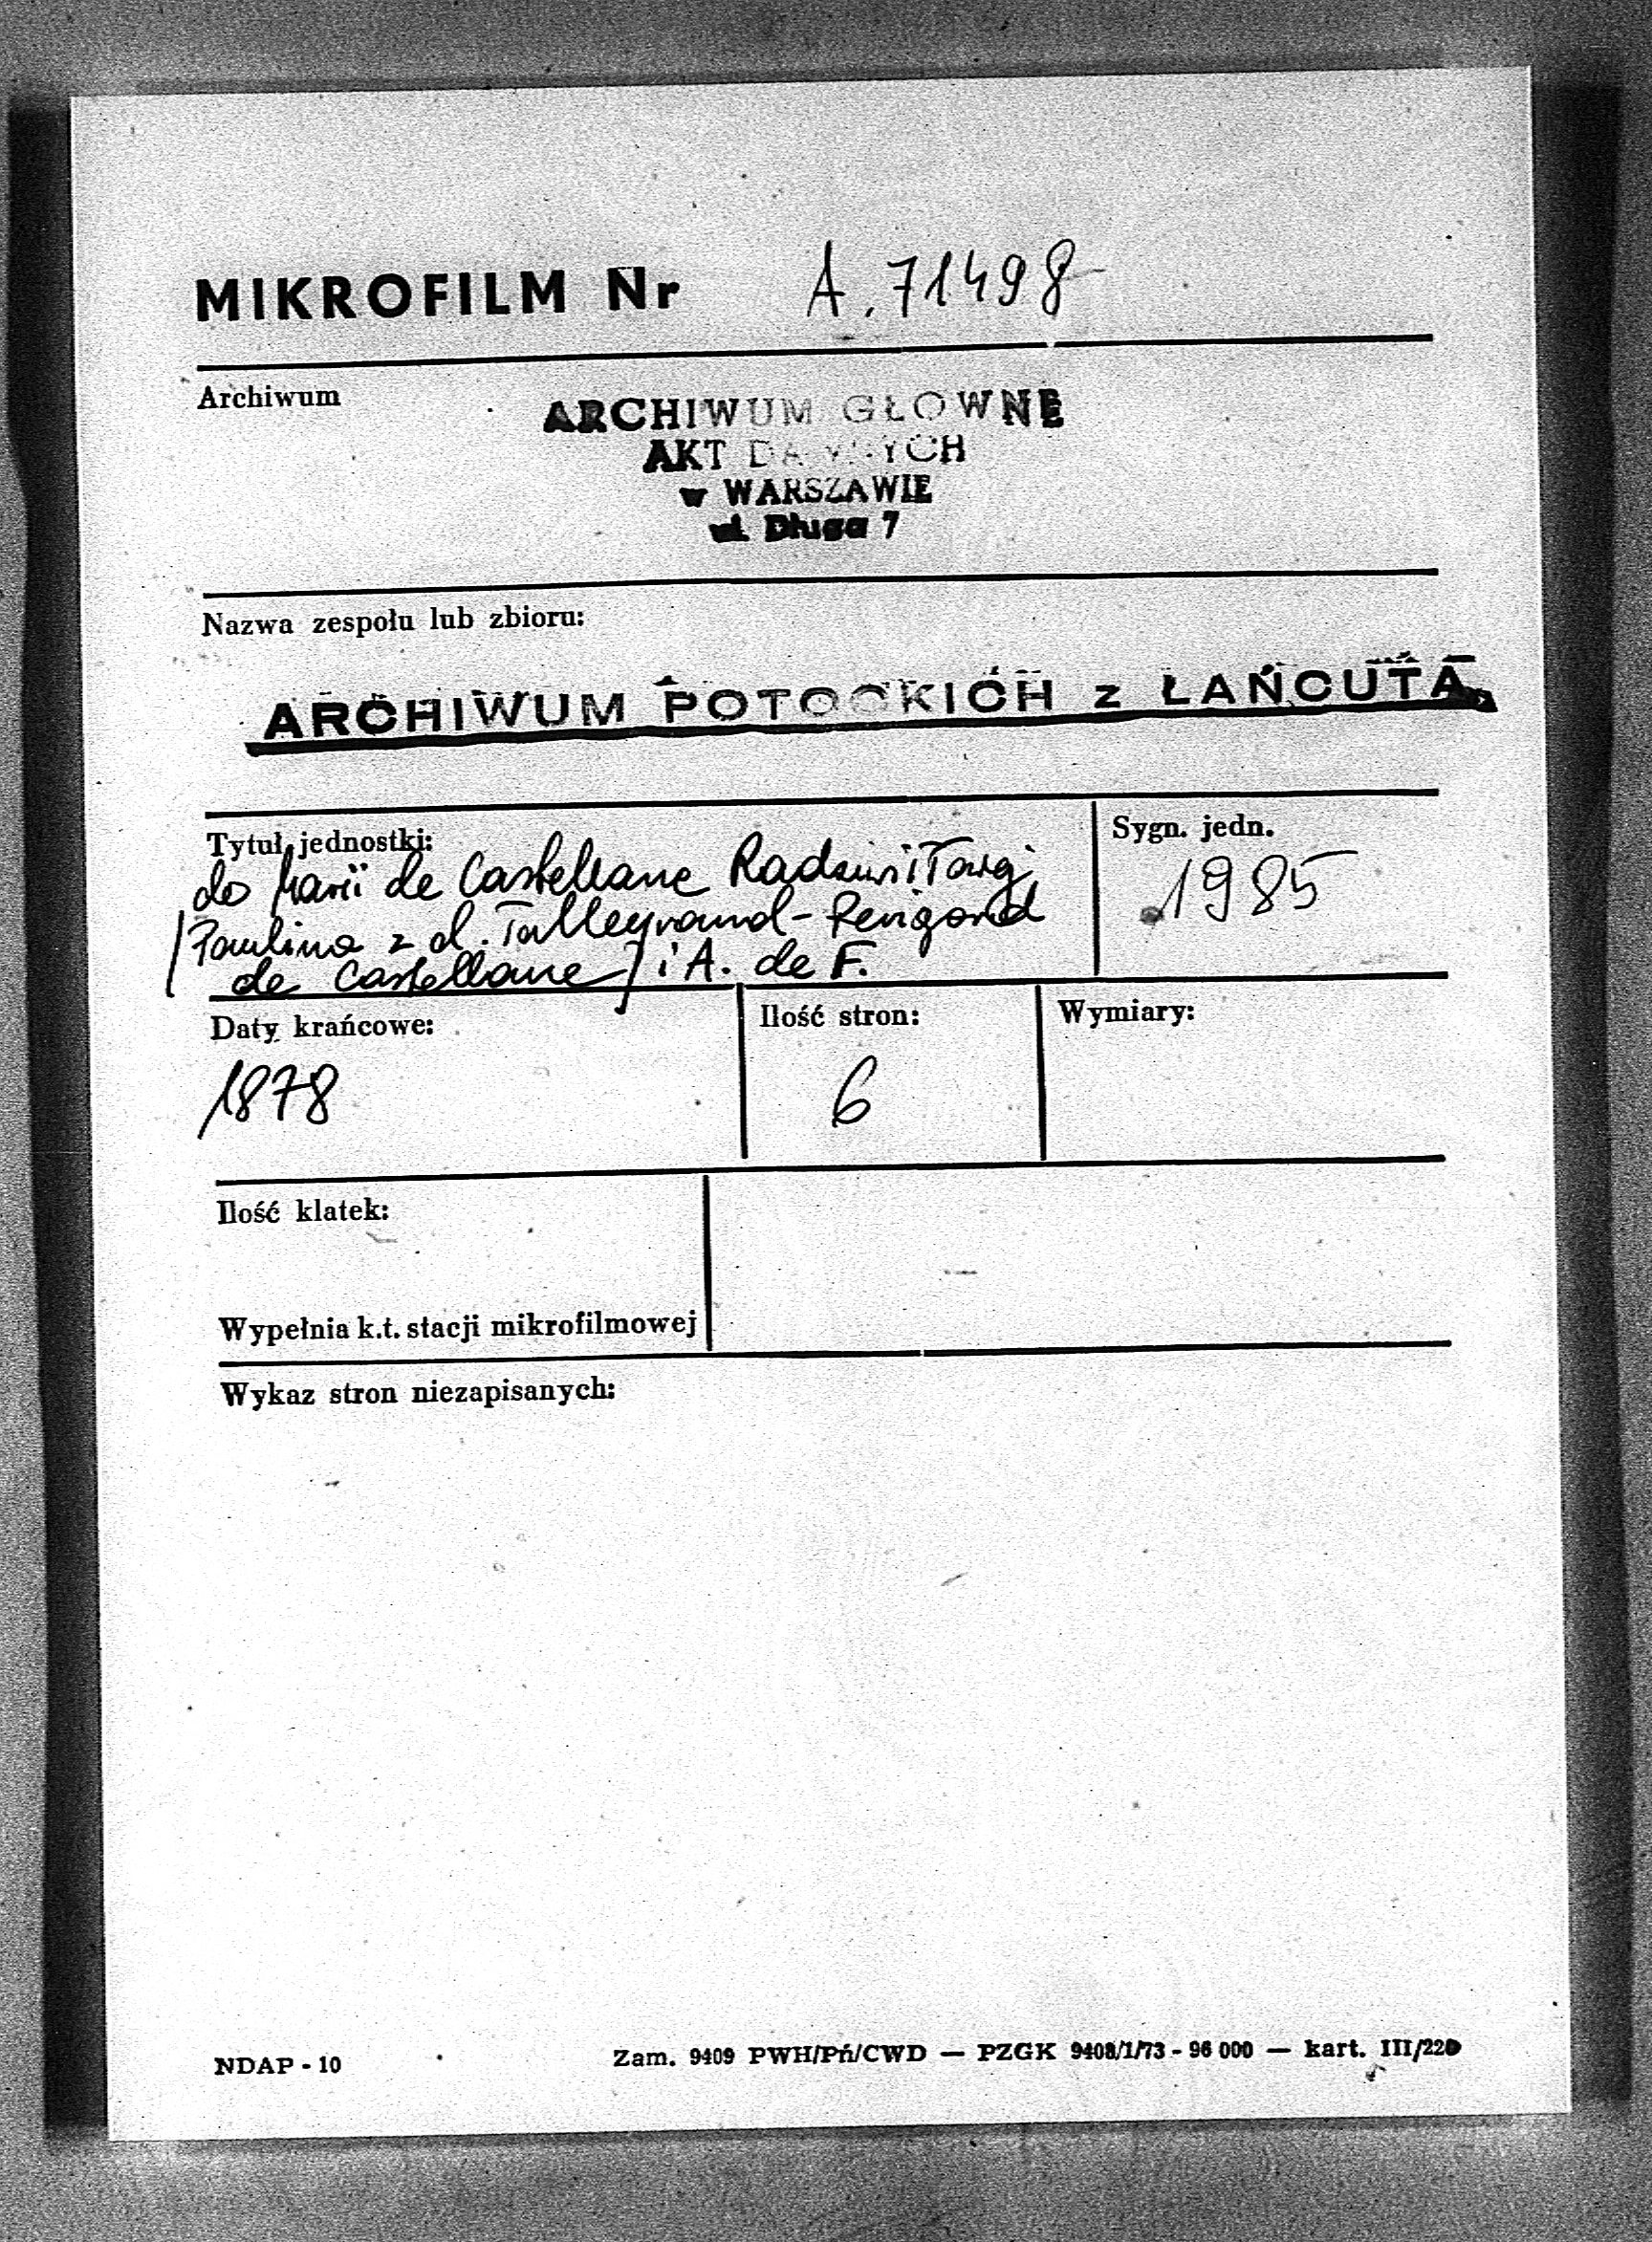 MIKROFILM Nr A. 71498
Archiwum
ARCHIWUM GŁOWNE
AKT DAWNYCH
w WARSZAWIE
ul. Długa 7
Nazwa zespołu lub zbioru:
ARCHIWUM POTOCKICH z ŁAŃCUTA
Tytuł jednostki:
do Marii de Castellane Radziwiłłowej
/Paulina z d. Talleyrand-Perigord
de Castellane/ i A. de F.
Sygn. jedn.
1985
Daty krańcowe:
1878
Ilość stron:
6
Wymiary:
Ilość klatek:
Wypełnia k.t. stacji mikrofilmowej
Wykaz stron niezapisanych:
NDAP - 10
Zam. 9409 PWH/Pń/CWD — PZGK 9408/1/73 - 96 000 — kart. III/220